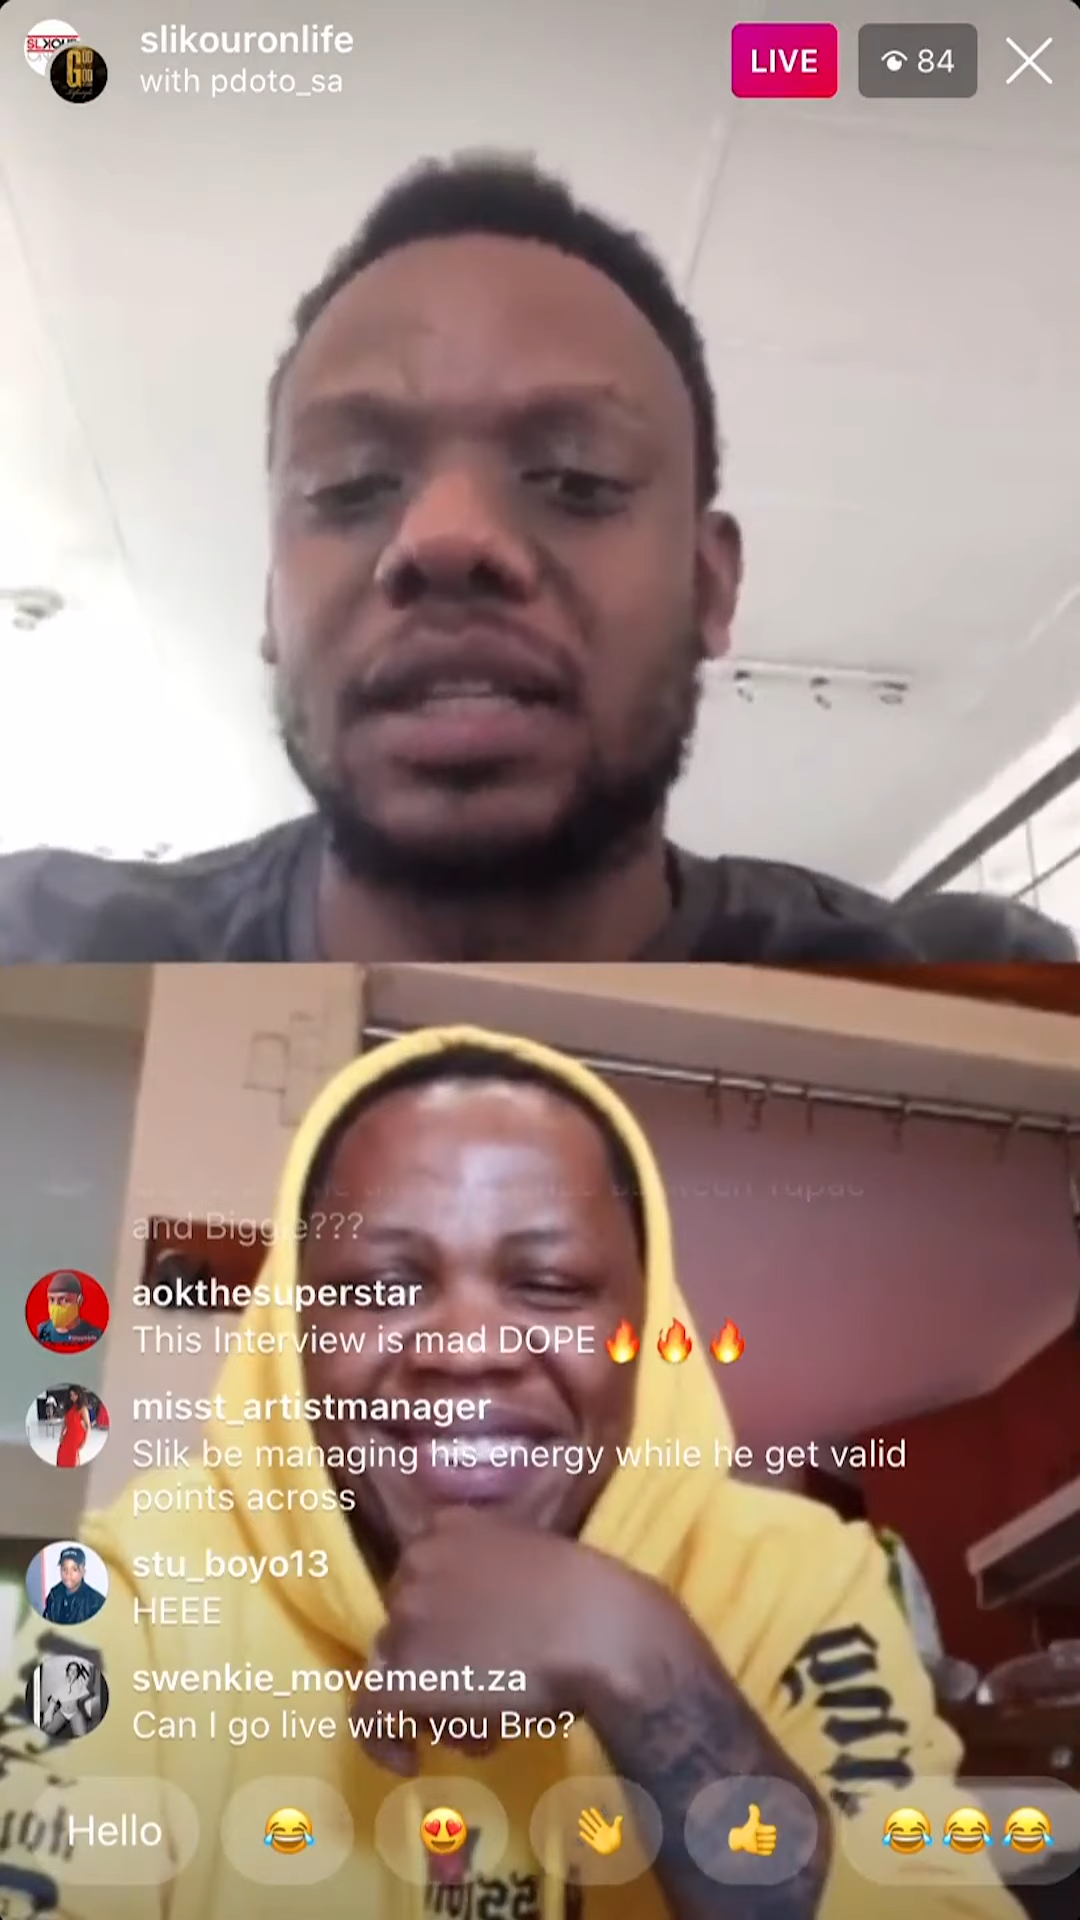 slikouronlife
with pdoto_sa
LIVE
84
and Biggie???
aokthesuperstar
This Interview is mad DOPE🔥🔥🔥
misst_artistmanager
Slik be managing his energy while he get valid
points across
stu_boyo13
HEEE
swenkie_movement.za
Can I go live with you Bro?
Hello 😂 😍 👋 👍 😂😂😂